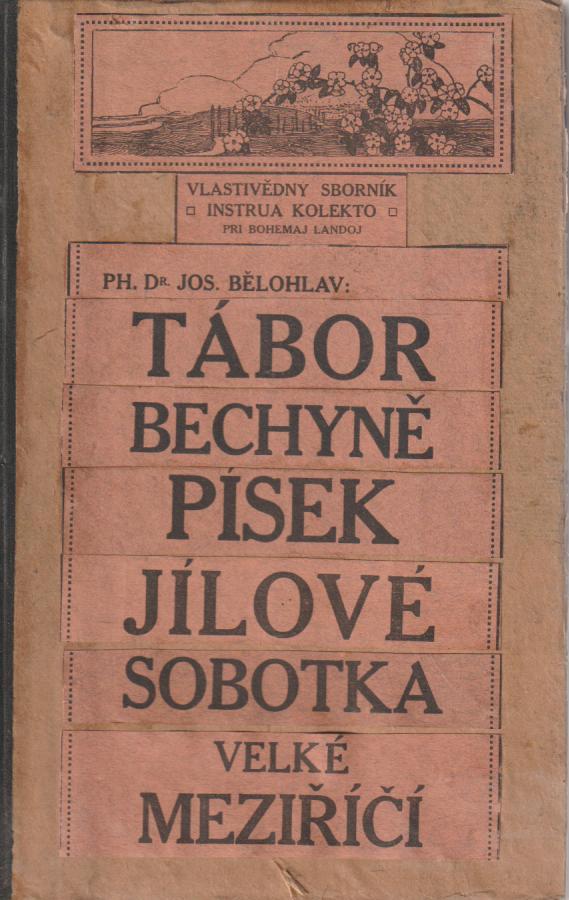 VLASTIVĚDNY SBORNÍK
INSTRUA KOLEKTO
PRI BOHEMAJ LANDOJ
PH. DR. JOS. BĚLOHLAV:
TÁBOR
BECHYNĚ
PÍSEK
JÍLOVÉ
SOBOTKA
VELKÉ
MEZIŘÍČÍ